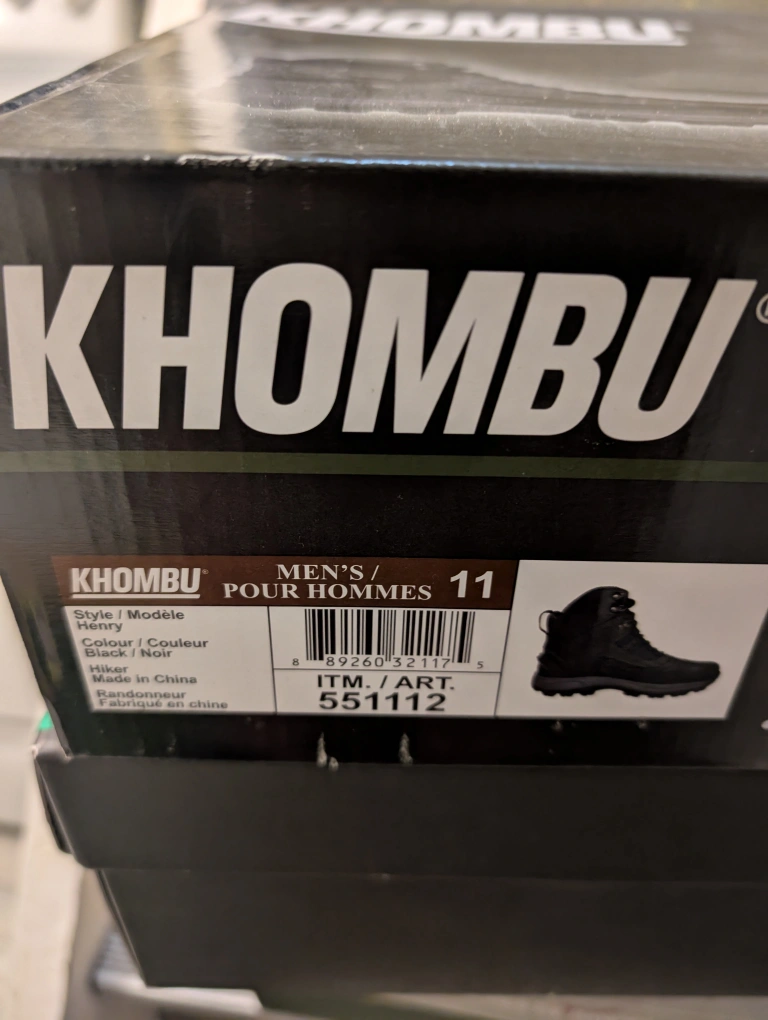 KHOMBU
KHOMBU
KHOMBU®
MEN'S /
POUR HOMMES 11
Style / Modèle
Henry
Colour / Couleur
Black / Noir
Hiker
Made in China
Randonneur
Fabriqué en chine
8 89260 32117 5
ITM. / ART.
551112